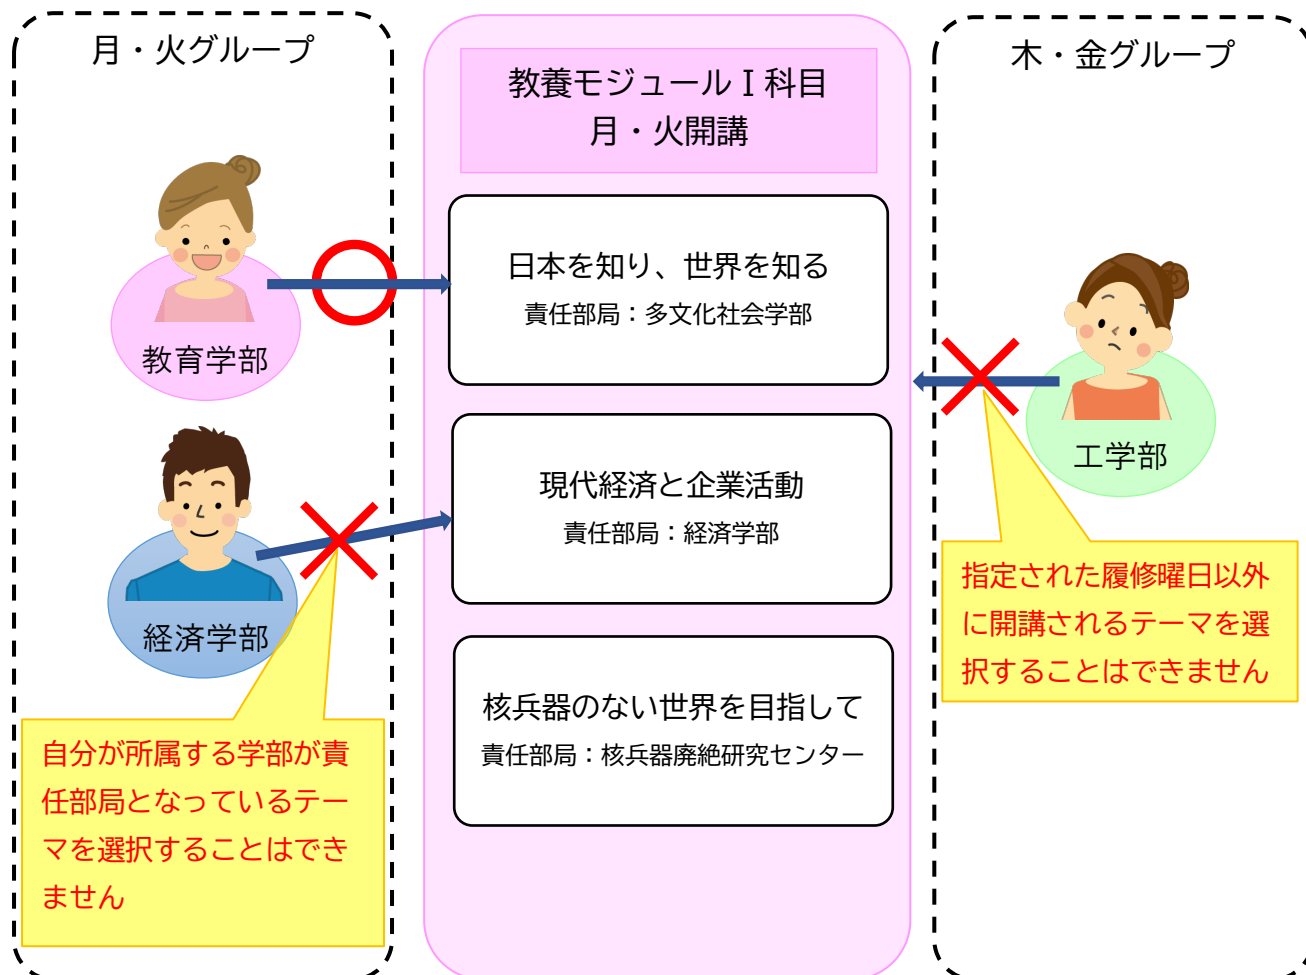 月・火グループ
教育学部
経済学部
自分が所属する学部が責
任部局となっているテー
マを選択することはでき
ません
教養モジュールⅠ科目
月・火開講
日本を知り、世界を知る
責任部局：多文化社会学部
現代経済と企業活動
責任部局：経済学部
核兵器のない世界を目指して
責任部局：核兵器廃絶研究センター
木・金グループ
工学部
指定された履修曜日以外
に開講されるテーマを選
択することはできません